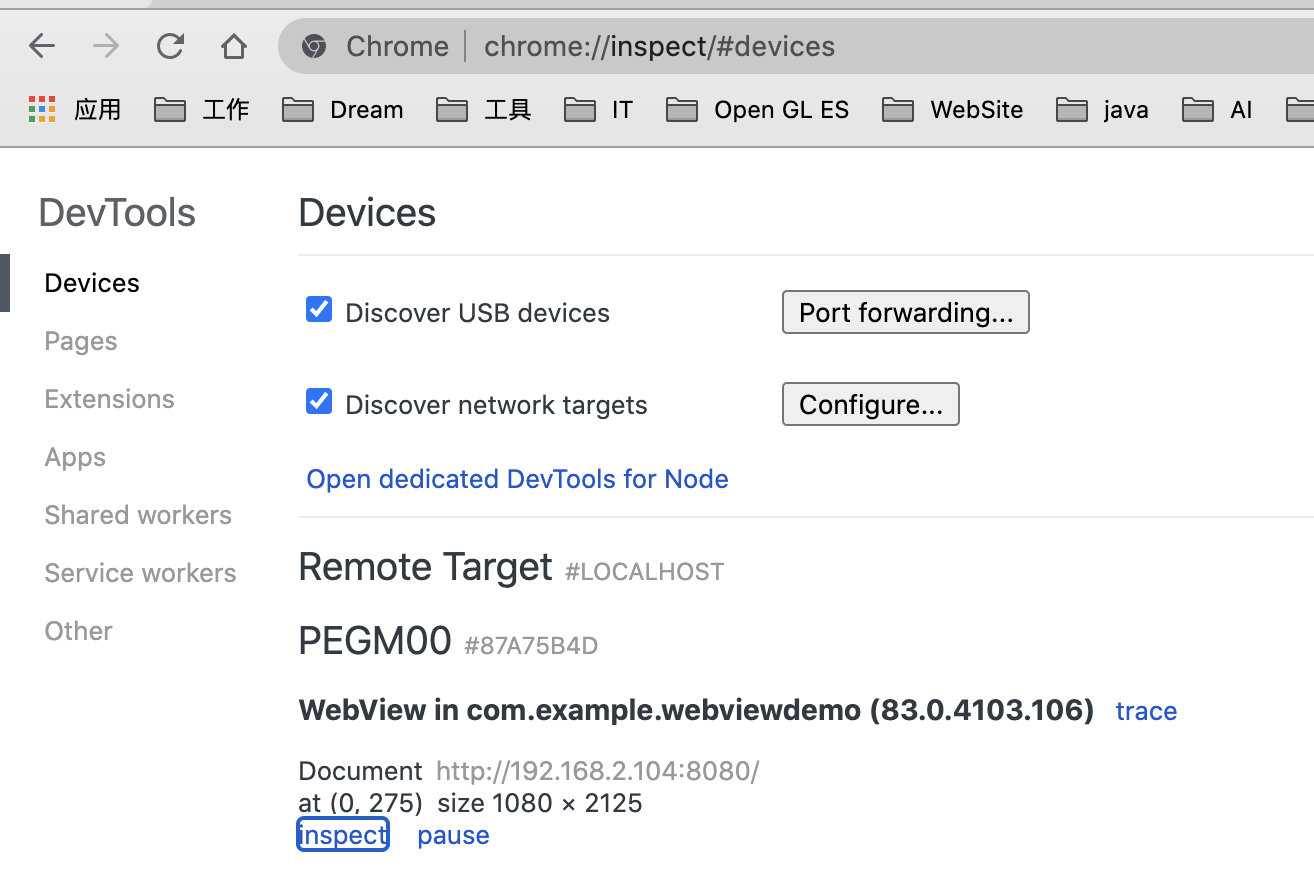 Chrome chrome://inspect/#devices
应用 工作 Dream 工具 IT Open GL ES WebSite java AI
DevTools
Devices
Pages
Extensions
Apps
Shared workers
Service workers
Other
Devices
Discover USB devices Port forwarding...
Discover network targets Configure...
Open dedicated DevTools for Node
Remote Target #LOCALHOST
PEGM00 #87A75B4D
WebView in com.example.webviewdemo (83.0.4103.106) trace
Document http://192.168.2.104:8080/
at (0, 275) size 1080 × 2125
inspect pause